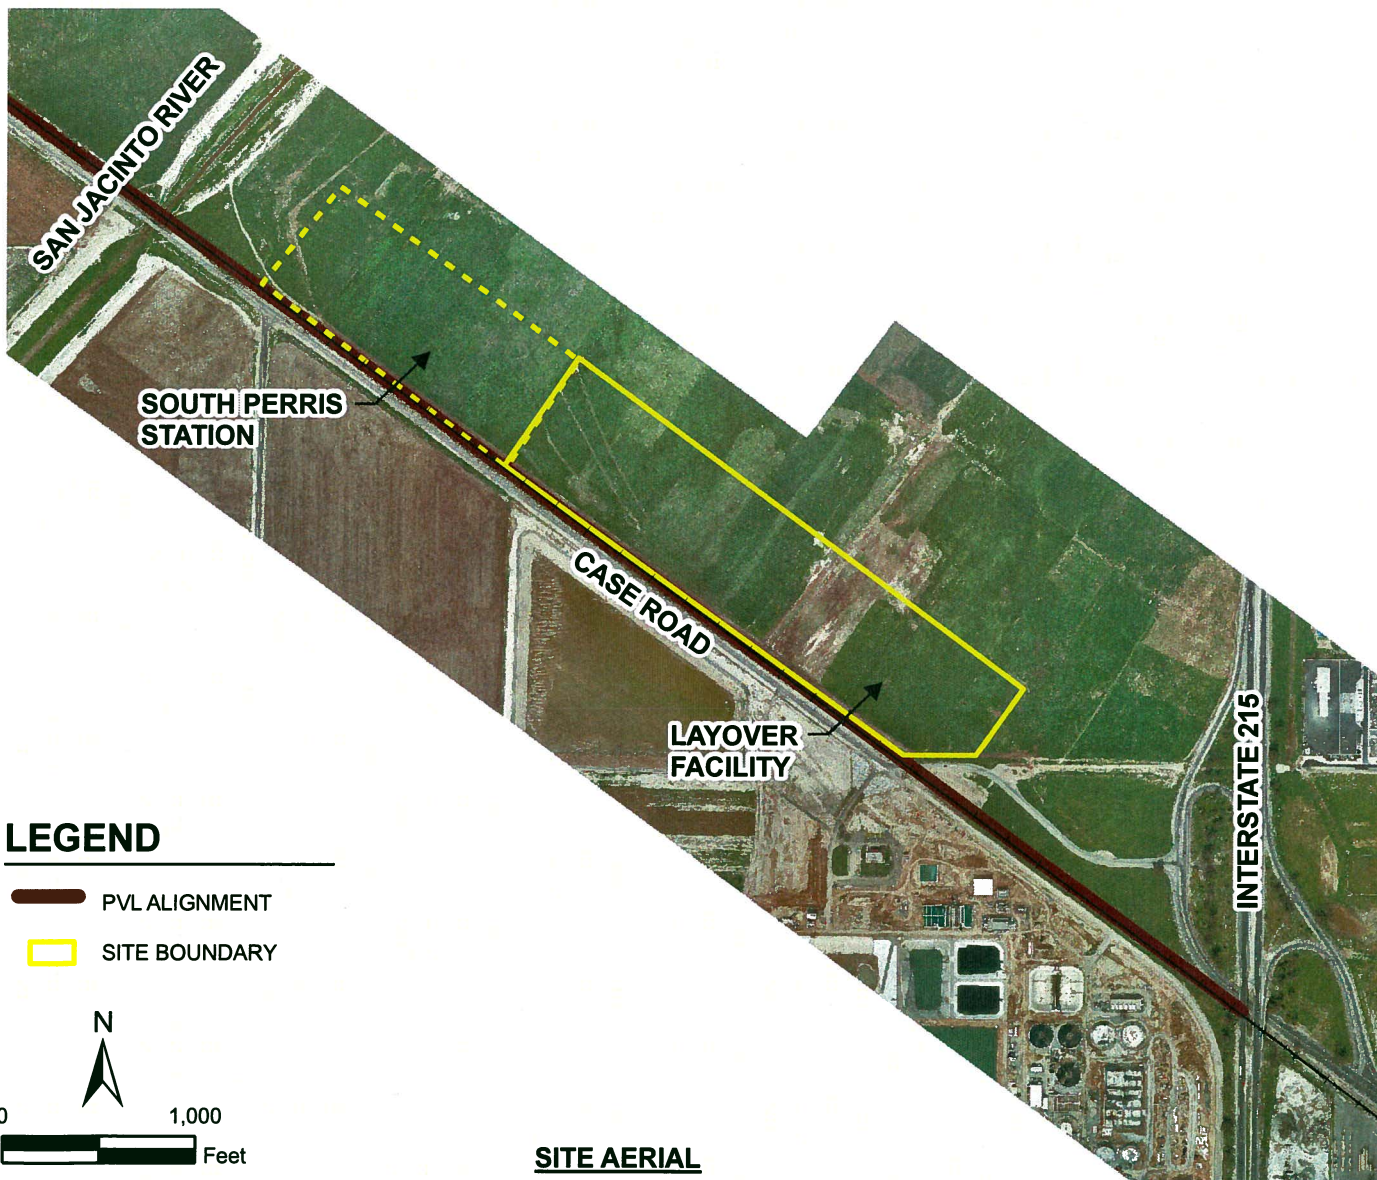 SAN JACINTO RIVER
SOUTH PERRIS
STATION
CASE ROAD
LAYOVER
FACILITY
INTERSTATE 215
LEGEND
PVL ALIGNMENT
SITE BOUNDARY
N
0 1,000
Feet
SITE AERIAL